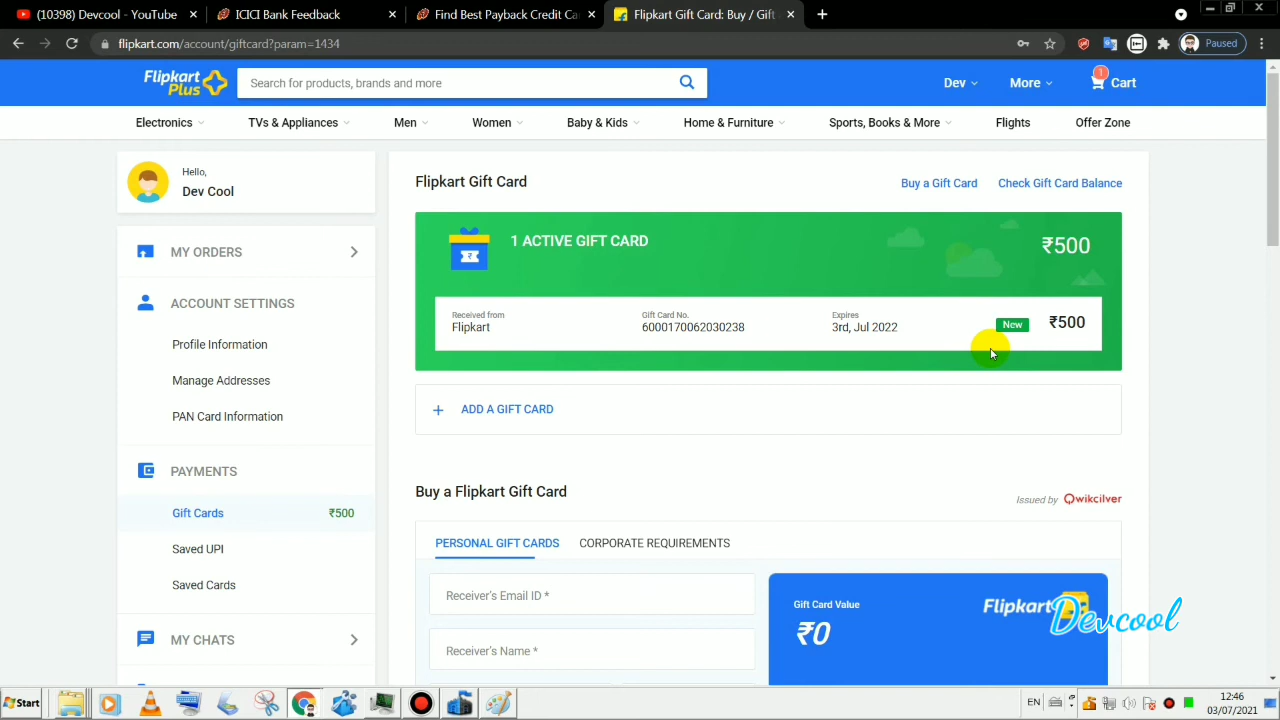 (10398) Devcool - YouTube
ICICI Bank Feedback
Find Best Payback Credit Ca
Flipkart Gift Card: Buy / Gift
flipkart.com/account/giftcard?param=1434
Paused
Flipkart
Plus
Search for products, brands and more
Dev
More
1
Cart
Electronics
TVs & Appliances
Men
Women
Baby & Kids
Home & Furniture
Sports, Books & More
Flights
Offer Zone
Hello,
Dev Cool
MY ORDERS
ACCOUNT SETTINGS
Profile Information
Manage Addresses
PAN Card Information
PAYMENTS
Gift Cards ₹500
Saved UPI
Saved Cards
MY CHATS
Flipkart Gift Card
Buy a Gift Card
Check Gift Card Balance
1 ACTIVE GIFT CARD
₹500
Received from
Flipkart
Gift Card No.
6000170062030238
Expires
3rd, Jul 2022
New
₹500
+ ADD A GIFT CARD
Buy a Flipkart Gift Card
Issued by Qwikcilver
PERSONAL GIFT CARDS
CORPORATE REQUIREMENTS
Receiver's Email ID *
Receiver's Name *
Gift Card Value
₹0
Flipkart
Devcool
Start
EN
12:46
03/07/2021